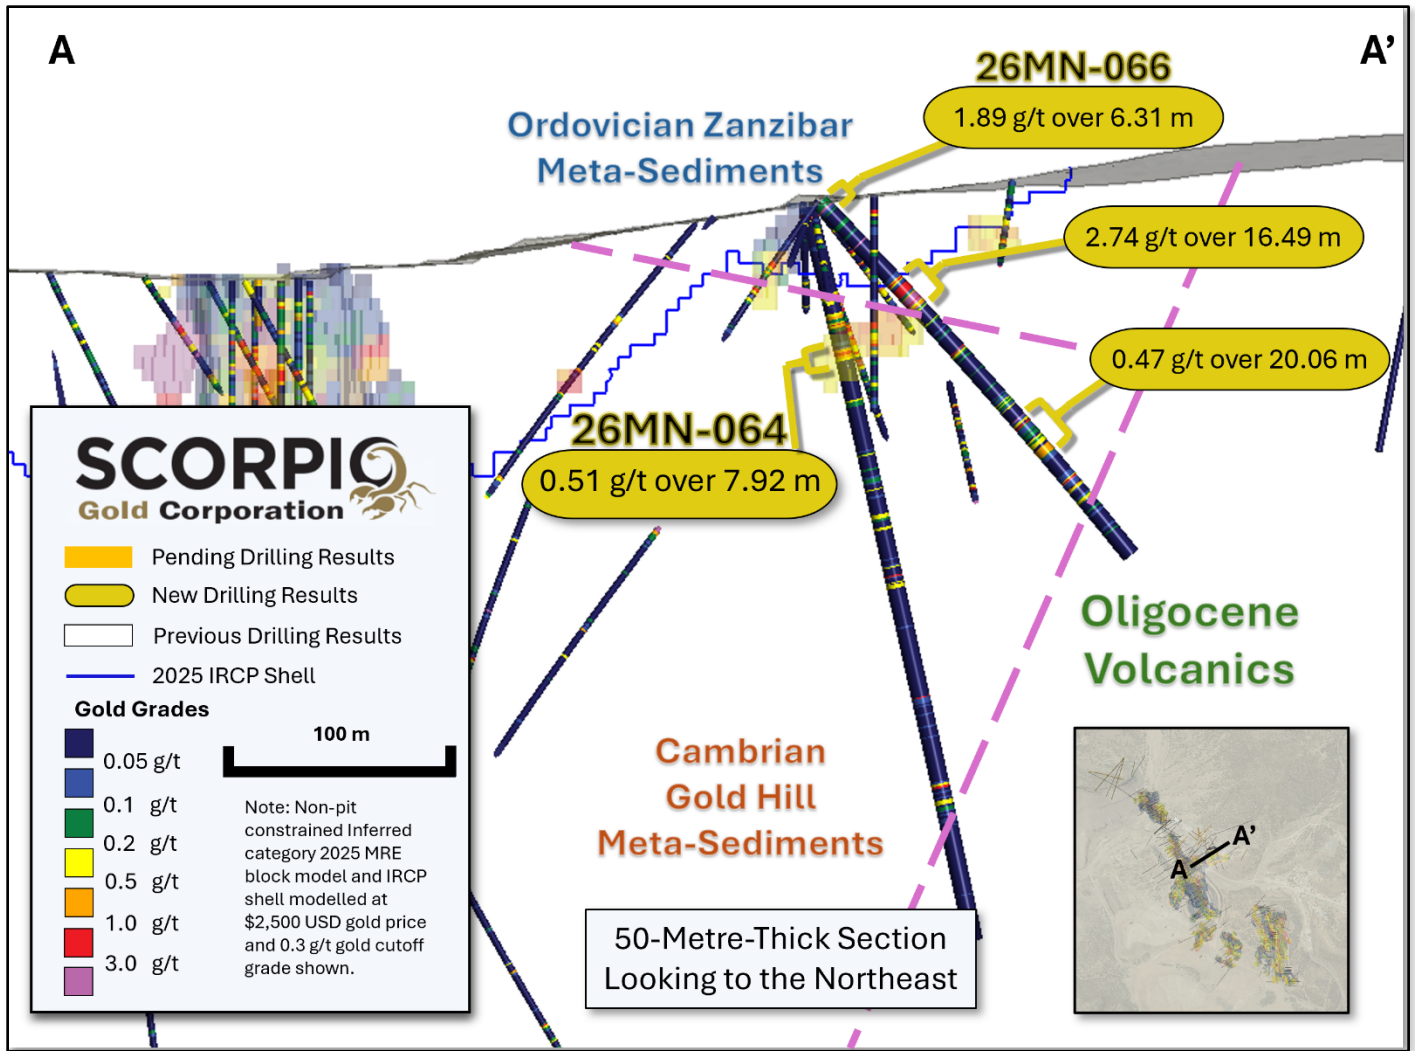 A
A’
26MN-066
1.89 g/t over 6.31 m
Ordovician Zanzibar
Meta-Sediments
2.74 g/t over 16.49 m
0.47 g/t over 20.06 m
26MN-064
0.51 g/t over 7.92 m
SCORPIO
Gold Corporation
Pending Drilling Results
New Drilling Results
Previous Drilling Results
2025 IRCP Shell
Gold Grades
0.05 g/t
0.1 g/t
0.2 g/t
0.5 g/t
1.0 g/t
3.0 g/t
100 m
Note: Non-pit
constrained Inferred
category 2025 MRE
block model and IRCP
shell modelled at
$2,500 USD gold price
and 0.3 g/t gold cutoff
grade shown.
Oligocene
Volcanics
Cambrian
Gold Hill
Meta-Sediments
50-Metre-Thick Section
Looking to the Northeast
A’
A